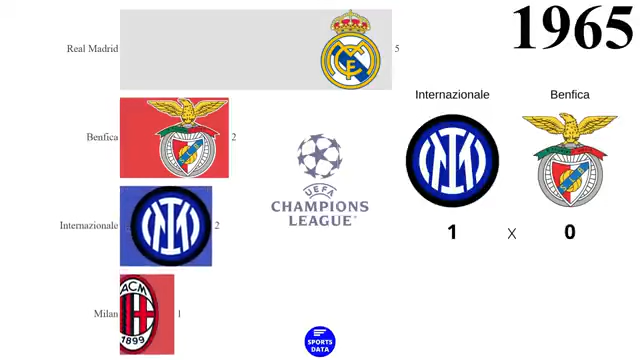 1965
Real Madrid
5
Internazionale
Benfica
Benfica
2
UEFA
CHAMPIONS
LEAGUE
1 X 0
Internazionale
2
ACM
1899
Milan
1
SPORTS
DATA